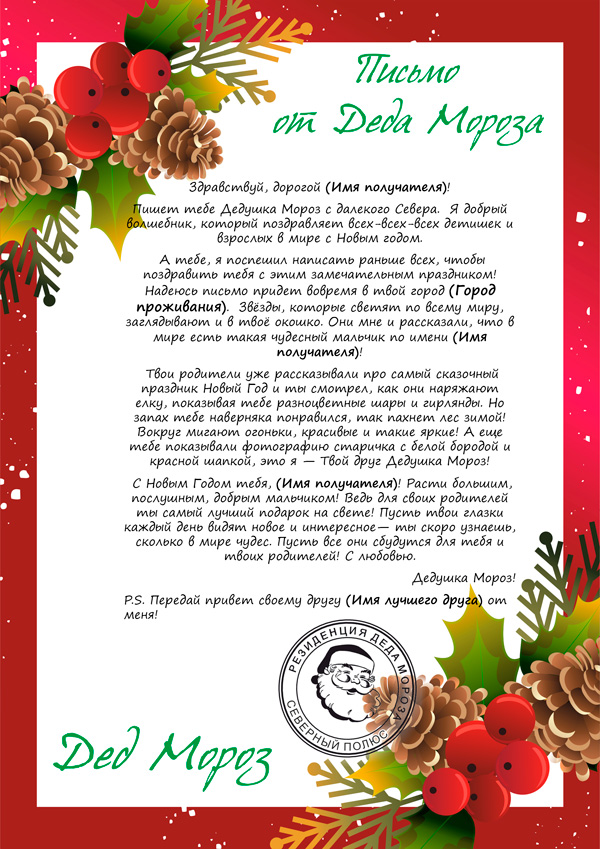 Письмо
от Деда Мороза
Здравствуй, дорогой (Имя получателя)!
Пишет тебе Дедушка Мороз с далекого Севера. Я добрый
волшебник, который поздравляет всех-всех-всех детишек и
взрослых в мире с Новым годом.
А тебе, я поспешил написать раньше всех, чтобы
поздравить тебя с этим замечательным праздником!
Надеюсь письмо придет вовремя в твой город (Город
проживания). Звёзды, которые светят по всему миру,
заглядывают и в твоё окошко. Они мне и рассказали, что в
мире есть такая чудесный мальчик по имени (Имя
получателя)!
Твои родители уже рассказывали про самый сказочный
праздник Новый Год и ты смотрел, как они наряжают
елку, показывая тебе разноцветные шары и гирлянды. Но
запах тебе наверняка понравился, так пахнет лес зимой!
Вокруг мигают огоньки, красивые и такие яркие! А еще
тебе показывали фотографию старичка с белой бородой и
красной шапкой, это я — Твой друг Дедушка Мороз!
С Новым Годом тебя, (Имя получателя)! Расти большим,
послушным, добрым мальчиком! Ведь для своих родителей
ты самый лучший подарок на свете! Пусть твои глазки
каждый день видят новое и интересное— ты скоро узнаешь,
сколько в мире чудес. Пусть все они сбудутся для тебя и
твоих родителей! С любовью.
Дедушка Мороз!
P.S. Передай привет своему другу (Имя лучшего друга) от
меня!
РЕЗИДЕНЦИЯ ДЕДА МОРОЗА
СЕВЕРНЫЙ ПОЛЮС
Дед Мороз